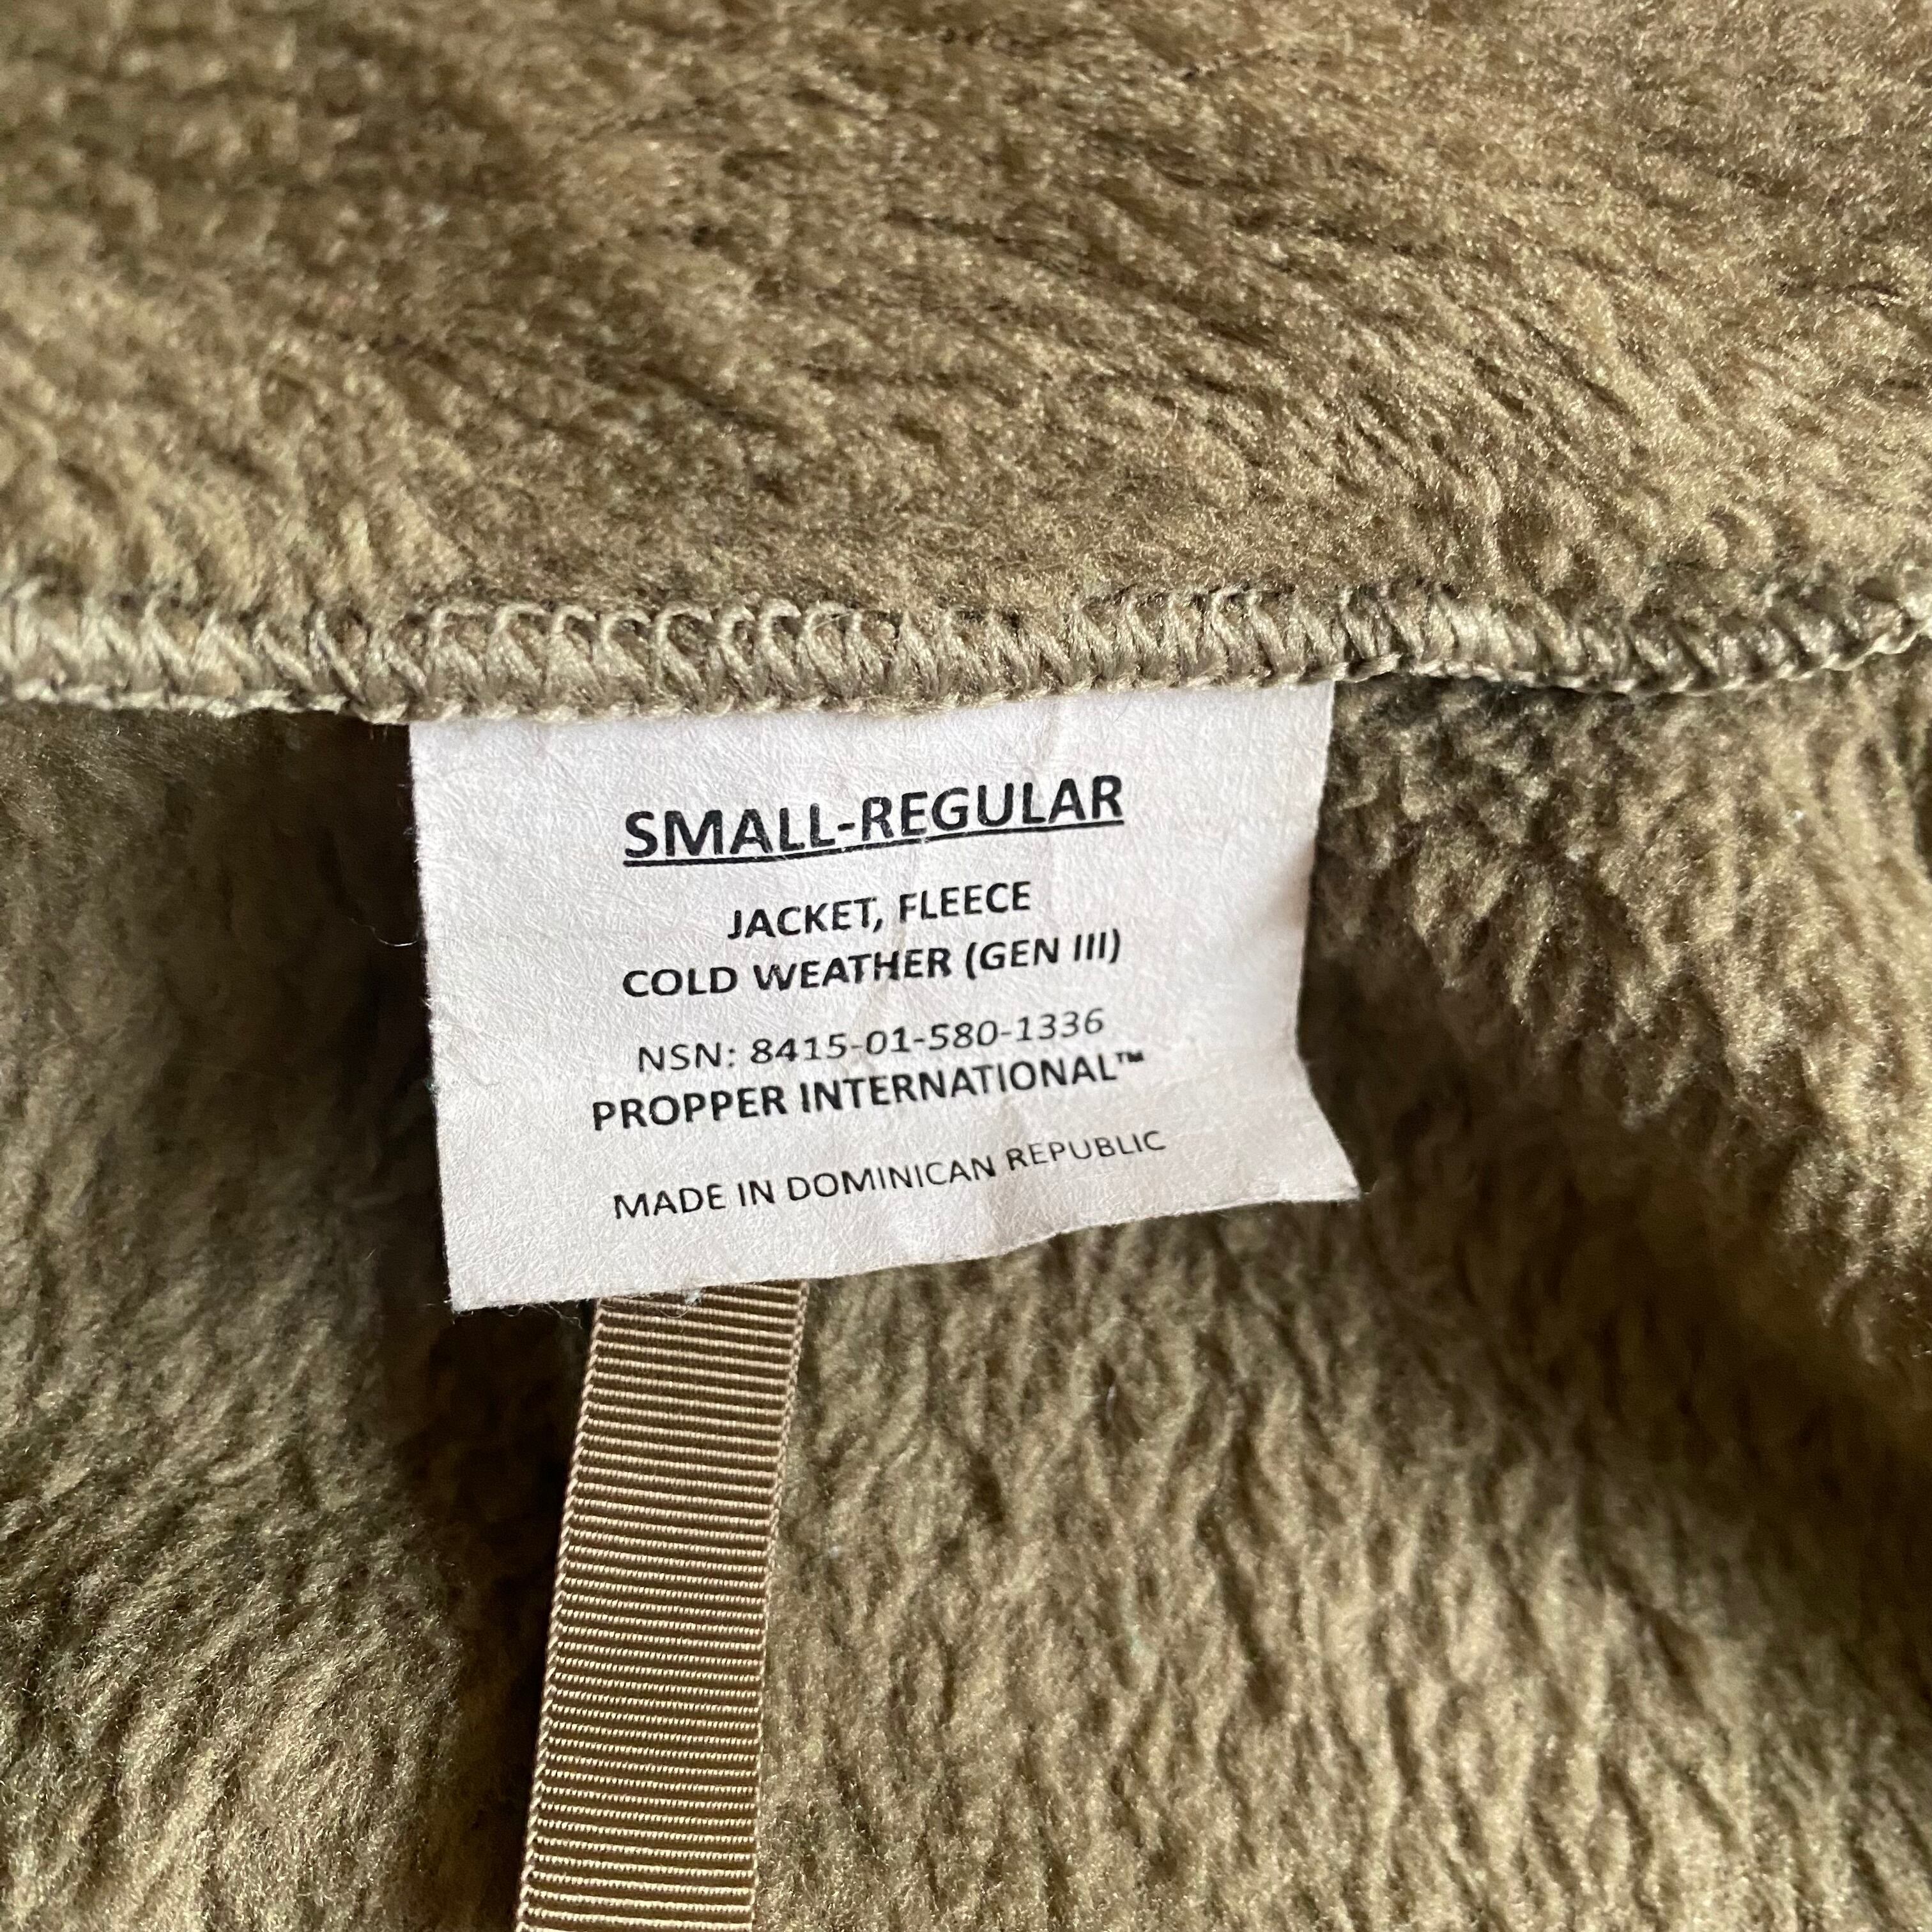 SMALL-REGULAR
JACKET, FLEECE
COLD WEATHER (GEN III)
NSN: 8415-01-580-1336
PROPPER INTERNATIONAL™
MADE IN DOMINICAN REPUBLIC